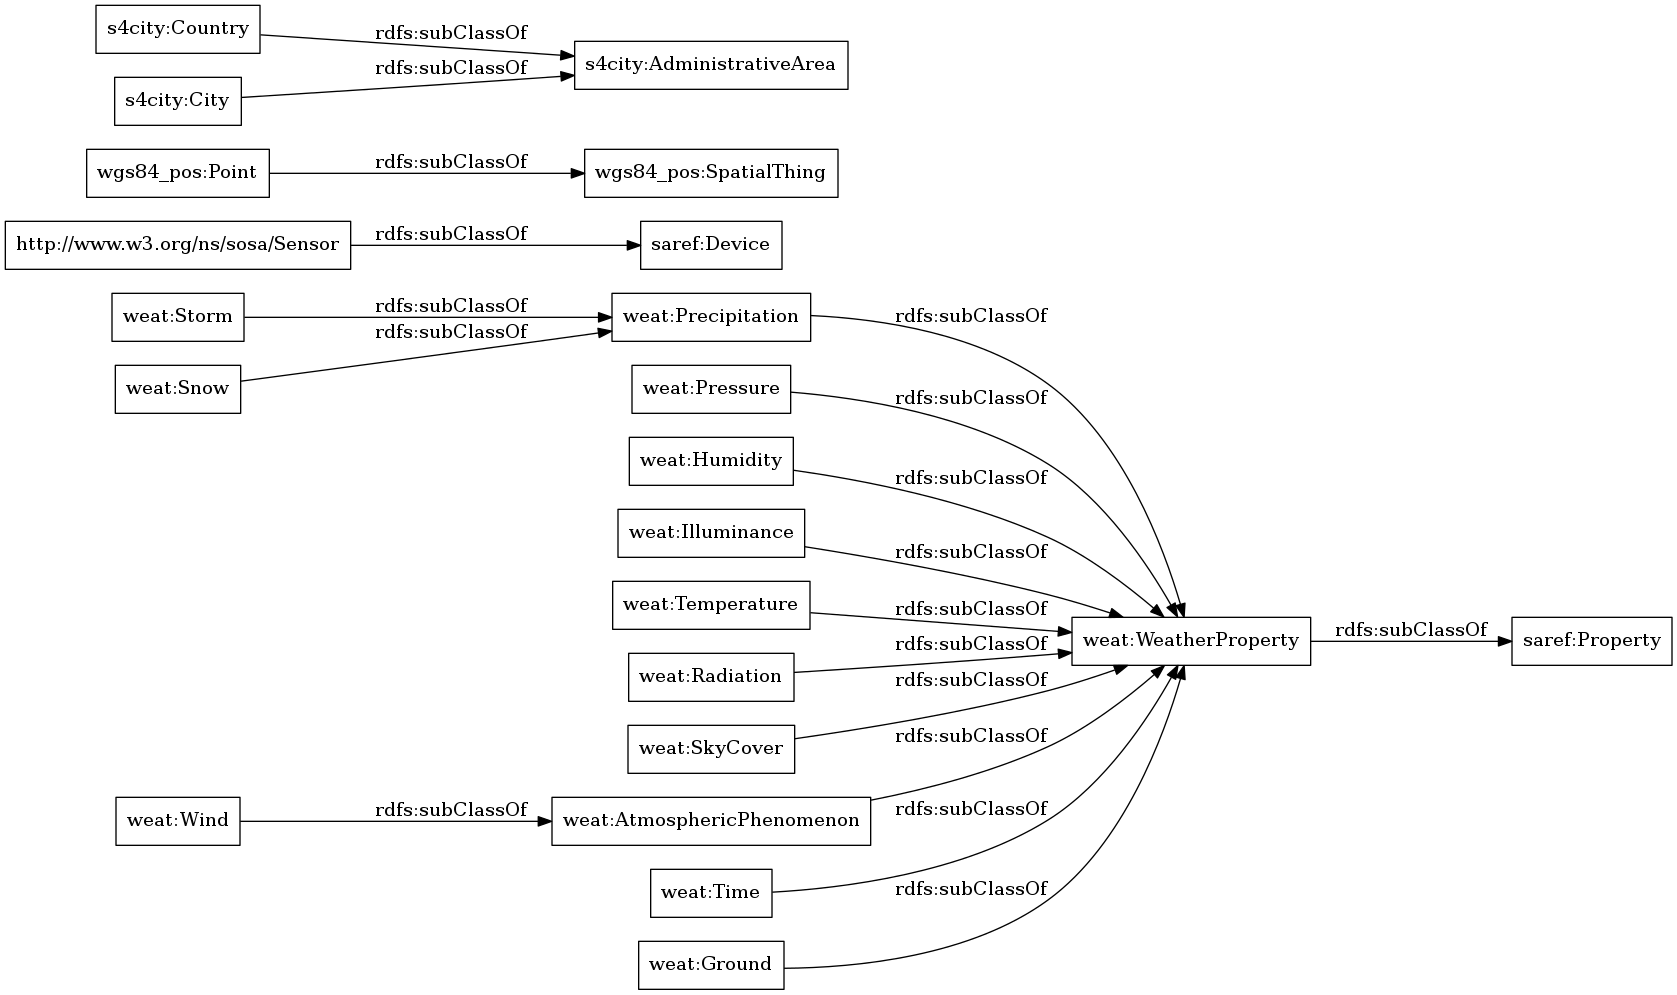 s4city:Country
rdfs:subClassOf
s4city:AdministrativeArea
rdfs:subClassOf
s4city:City
wgs84_pos:Point
rdfs:subClassOf
wgs84_pos:SpatialThing
http://www.w3.org/ns/sosa/Sensor
rdfs:subClassOf
saref:Device
weat:Storm
rdfs:subClassOf
weat:Precipitation
rdfs:subClassOf
rdfs:subClassOf
weat:Snow
weat:Pressure
rdfs:subClassOf
weat:Humidity
rdfs:subClassOf
weat:Illuminance
rdfs:subClassOf
weat:Temperature
rdfs:subClassOf
weat:WeatherProperty
rdfs:subClassOf
saref:Property
weat:Radiation
rdfs:subClassOf
weat:SkyCover
rdfs:subClassOf
weat:Wind
rdfs:subClassOf
weat:AtmosphericPhenomenon
rdfs:subClassOf
weat:Time
rdfs:subClassOf
weat:Ground
rdfs:subClassOf